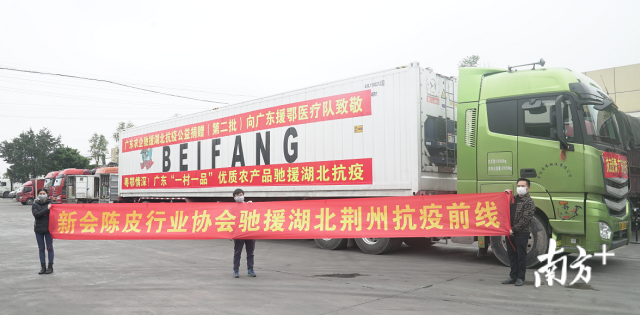 广东农企驰援湖北抗疫公益捐赠（第二批）向广东援鄂医疗队致敬
BEIFANG
粤鄂情深！广东“一村一品”优质农产品驰援湖北抗疫
新会陈皮行业协会驰援湖北荆州抗疫前线
南方+